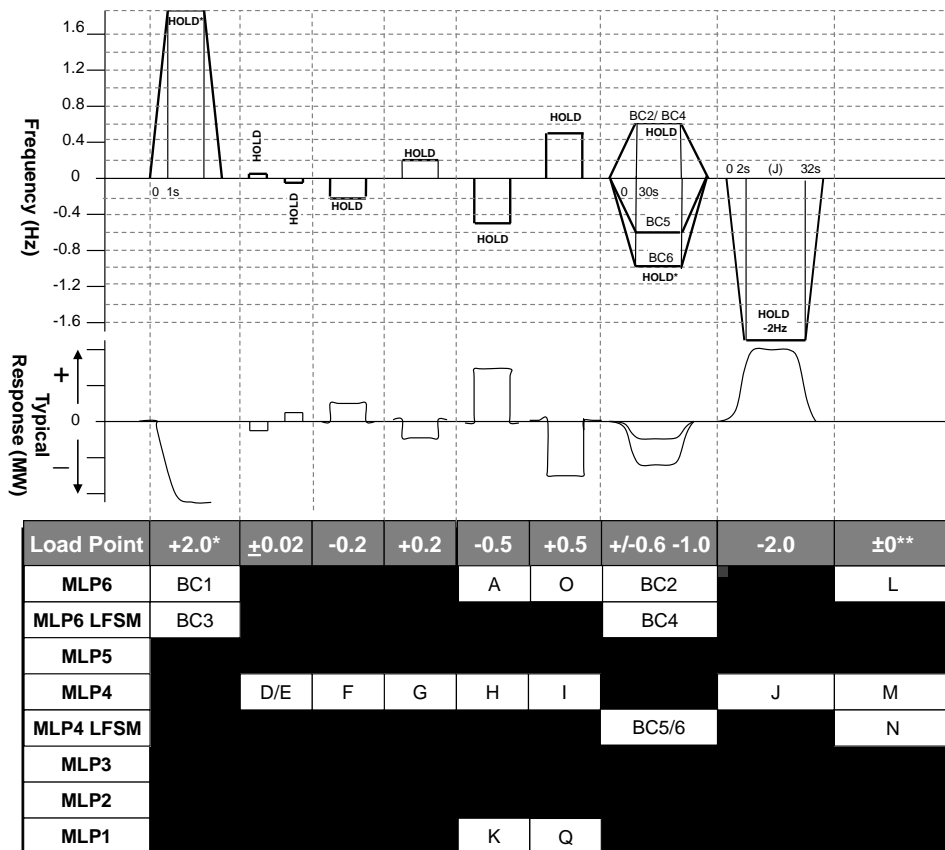 HOLD*
1.6
1.2
0.8
0.4
0
-0.4
-0.8
-1.2
-1.6
Frequency (Hz)
0 1s
HOLD
HOLD
HOLD
HOLD
HOLD
HOLD
BC2/ BC4
HOLD
0 30s
BC5
BC6
HOLD*
0 2s (J) 32s
HOLD
-2Hz
+
0
–
Typical
Response (MW)
Load Point +2.0* ±0.02 -0.2 +0.2 -0.5 +0.5 +/-0.6 -1.0 -2.0 ±0**
MLP6 BC1 A O BC2 L
MLP6 LFSM BC3 BC4
MLP5
MLP4 D/E F G H I J M
MLP4 LFSM BC5/6 N
MLP3
MLP2
MLP1 K Q